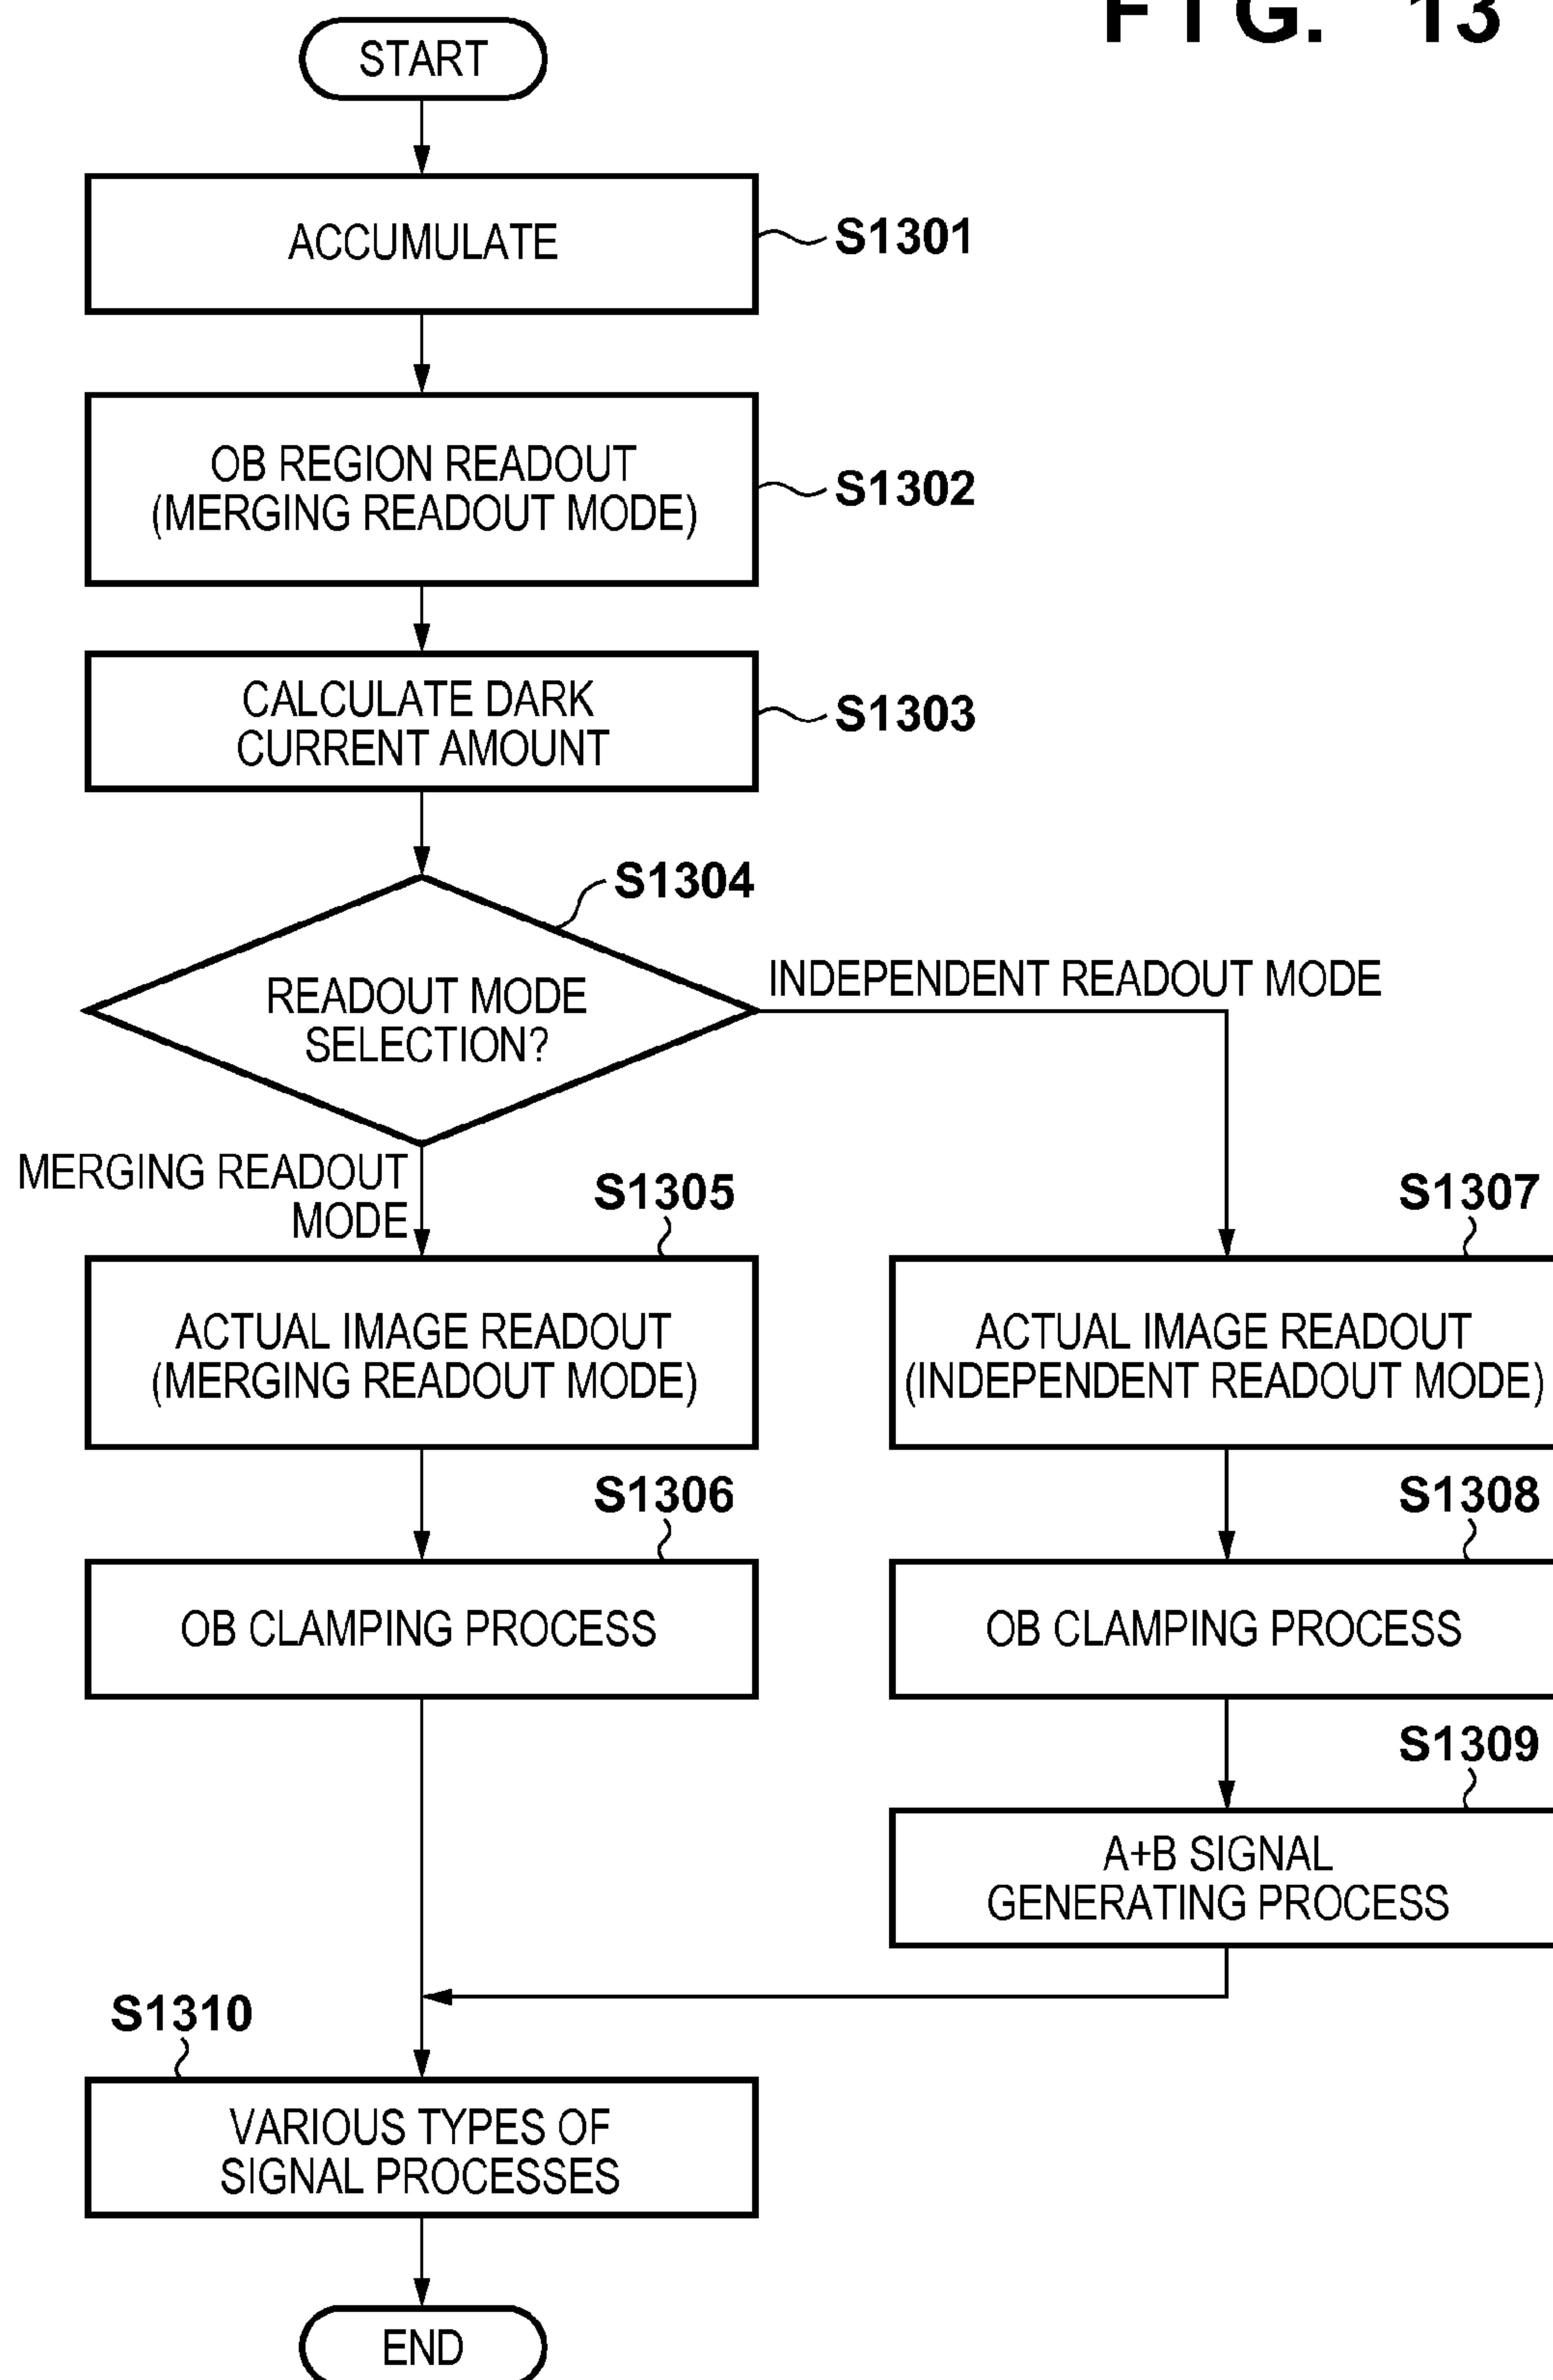 FIG. 13
START
ACCUMULATE
S1301
OB REGION READOUT
(MERGING READOUT MODE)
S1302
CALCULATE DARK
CURRENT AMOUNT
S1303
S1304
READOUT MODE
SELECTION?
INDEPENDENT READOUT MODE
MERGING READOUT
MODE
S1305
ACTUAL IMAGE READOUT
(MERGING READOUT MODE)
S1307
ACTUAL IMAGE READOUT
(INDEPENDENT READOUT MODE)
S1306
OB CLAMPING PROCESS
S1308
OB CLAMPING PROCESS
S1309
A+B SIGNAL
GENERATING PROCESS
S1310
VARIOUS TYPES OF
SIGNAL PROCESSES
END